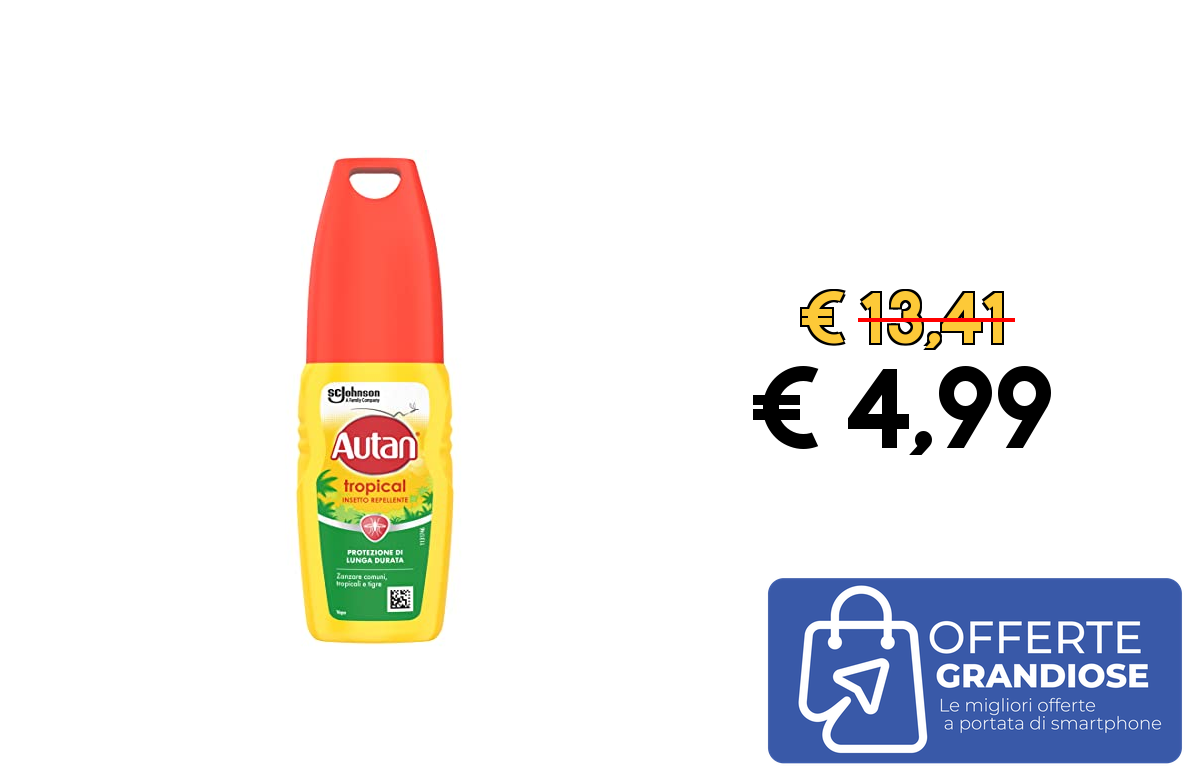 € 13,41
€ 4,99
SC Johnson
A Family Company
Autan
tropical
INSETTO REPELLENTE
PROTEZIONE DI
LUNGA DURATA
Zanzare comuni,
tropicali e tigre
OFFERTE
GRANDIOSE
Le migliori offerte
a portata di smartphone